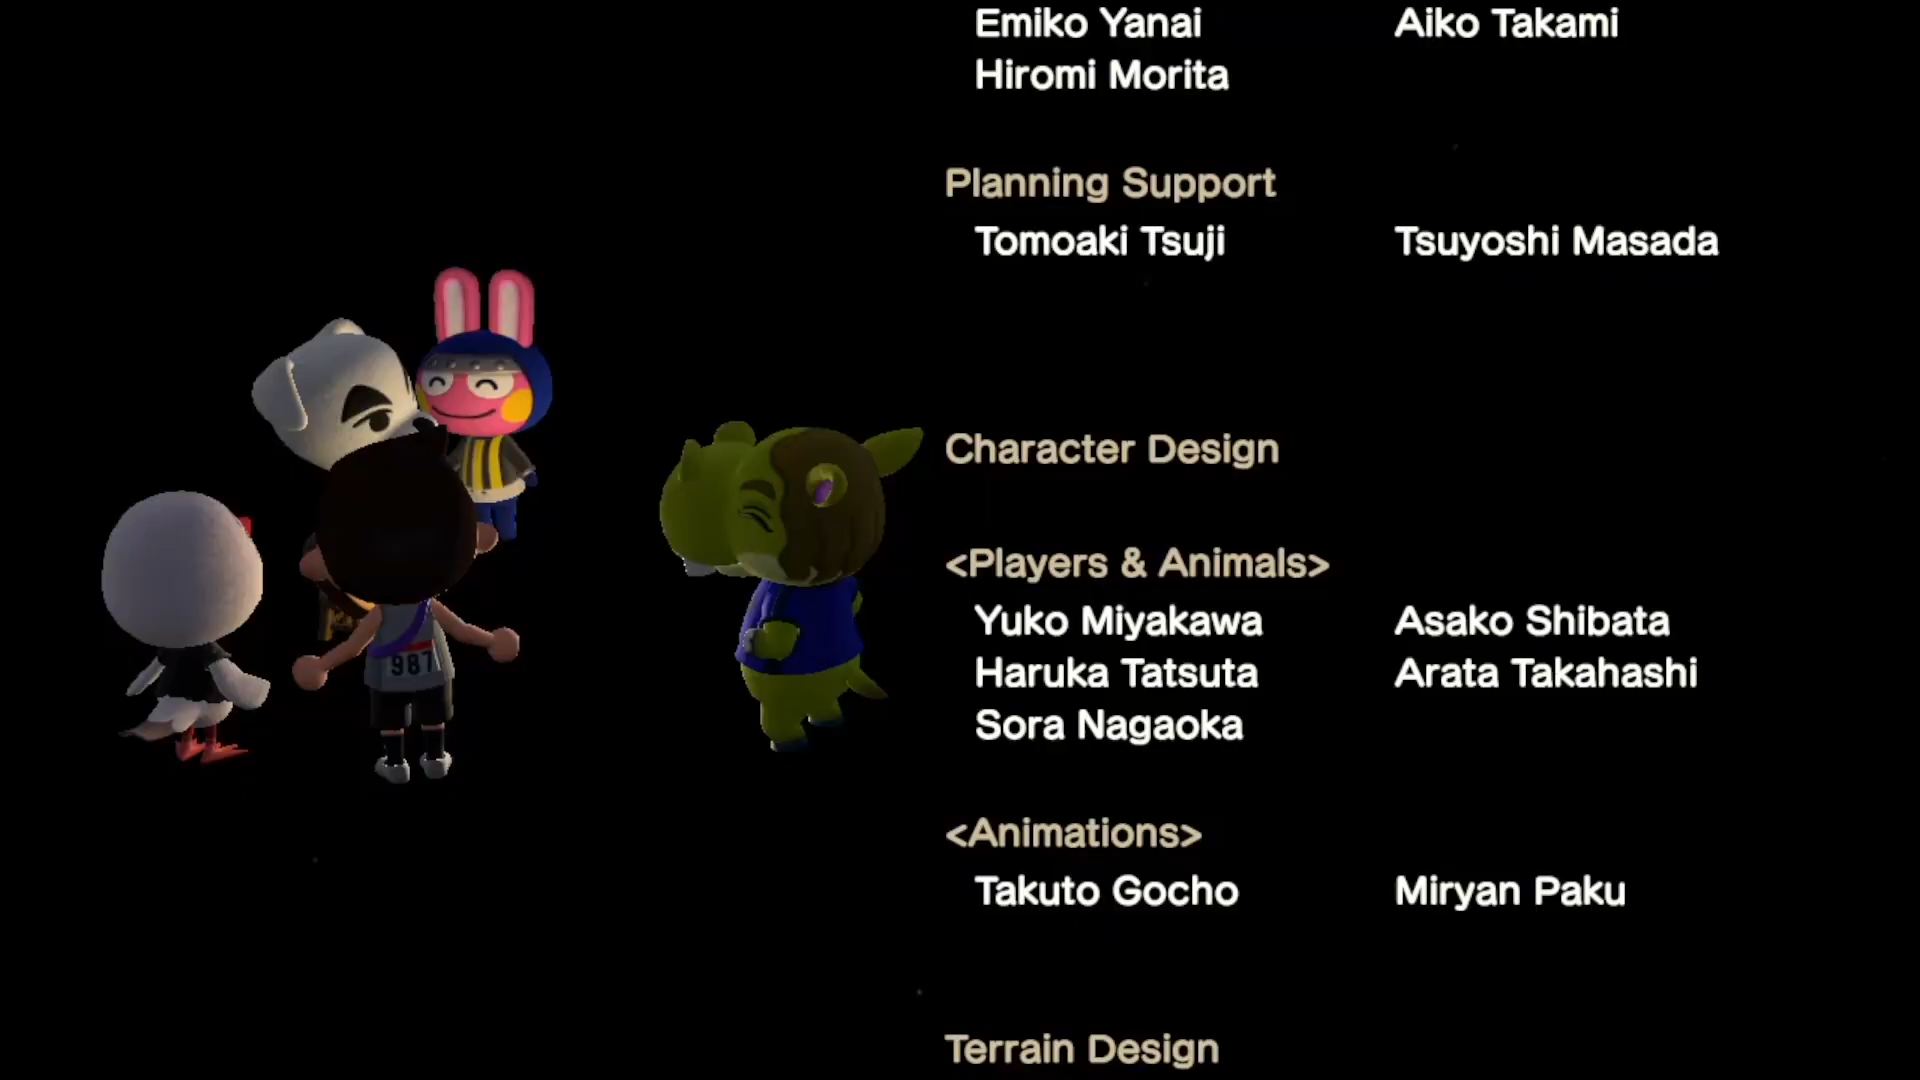 Emiko Yanai Aiko Takami
Hiromi Morita
Planning Support
Tomoaki Tsuji Tsuyoshi Masada
Character Design
<Players & Animals>
Yuko Miyakawa Asako Shibata
Haruka Tatsuta Arata Takahashi
Sora Nagaoka
987
<Animations>
Takuto Gocho Miryan Paku
Terrain Design